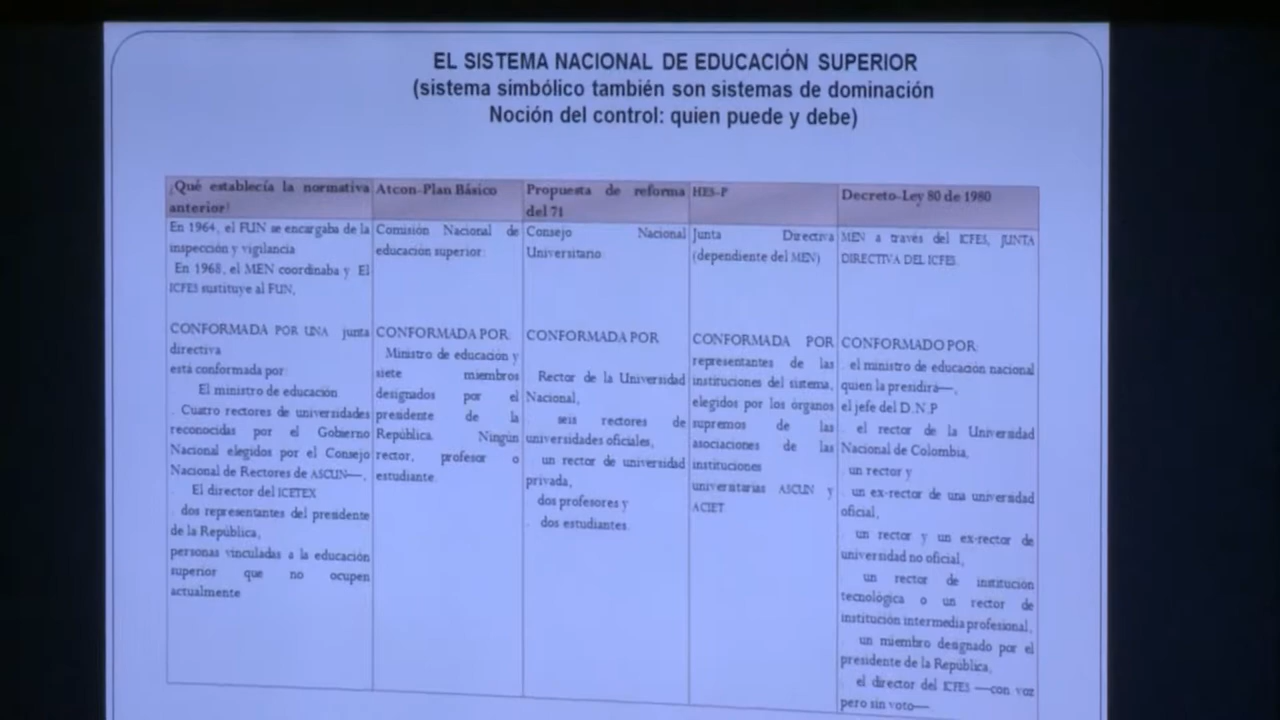 EL SISTEMA NACIONAL DE EDUCACIÓN SUPERIOR
(sistema simbólico también son sistemas de dominación
Noción del control: quien puede y debe)
¿Qué establecía la normativa
anterior?
En 1964, el FUN se encargaba de la
inspección y vigilancia
En 1968, el MEN coordinaba y El
ICFES sustituye al FUN,
CONFORMADA POR UNA junta
directiva
está conformada por
El ministro de educación
Cuatro rectores de universidades
reconocidas por el Gobierno
Nacional elegidos por el Consejo
Nacional de Rectores de ASCUN—,
El director del ICETEX
dos representantes del presidente
de la República,
personas vinculadas a la educación
superior que no ocupen
actualmente
Atcon-Plan Básico
Comisión Nacional de
educación superior:
CONFORMADA POR
Ministro de educación y
siete miembros
designados por el
presidente de la
República. Ningún
rector, profesor o
estudiante
Propuesta de reforma
del 71
Consejo Nacional
Universitario
CONFORMADA POR
Rector de la Universidad
Nacional,
seis rectores de
universidades oficiales,
un rector de universidad
privada,
dos profesores y
dos estudiantes
HES-P
Junta Directiva
(dependiente del MEN)
CONFORMADA POR
representantes de las
instituciones del sistema,
elegidos por los órganos
supremos de las
asociaciones de las
instituciones
universitarias ASCUN y
ACIET
Decreto-Ley 80 de 1980
MEN a través del ICFES, JUNTA
DIRECTIVA DEL ICFES.
CONFORMADO POR:
el ministro de educación nacional
quien la presidirá—,
el jefe del D.N.P
el rector de la Universidad
Nacional de Colombia,
un rector y
un ex-rector de una universidad
oficial,
un rector y un ex-rector de
universidad no oficial,
un rector de institución
tecnológica o un rector de
institución intermedia profesional,
un miembro designado por el
presidente de la República,
el director del ICFES —con voz
pero sin voto—.